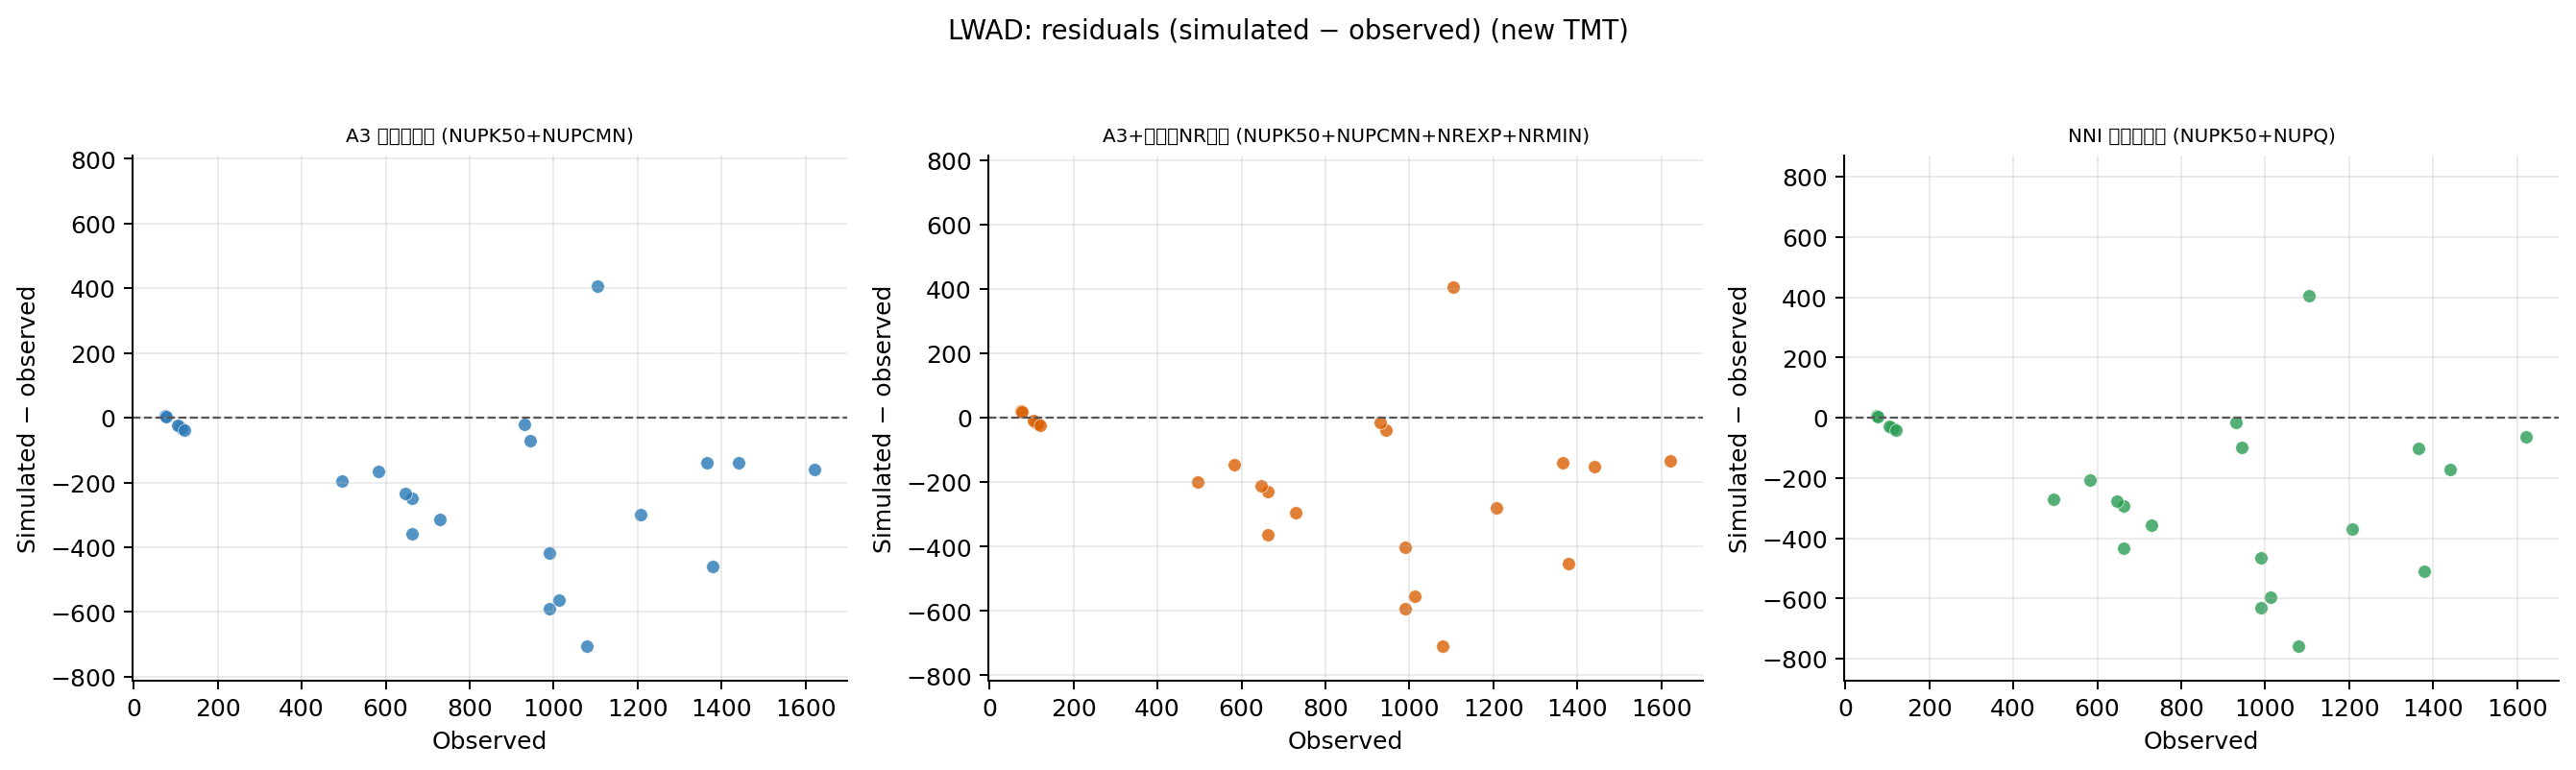 LWAD: residuals (simulated − observed) (new TMT)
A3 (NUPK50+NUPCMN)
800
600
400
200
0
−200
−400
−600
−800
Simulated − observed
0 200 400 600 800 1000 1200 1400 1600
Observed
A3+ NR (NUPK50+NUPCMN+NREXP+NRMIN)
800
600
400
200
0
−200
−400
−600
−800
Simulated − observed
0 200 400 600 800 1000 1200 1400 1600
Observed
NNI (NUPK50+NUPQ)
800
600
400
200
0
−200
−400
−600
−800
Simulated − observed
0 200 400 600 800 1000 1200 1400 1600
Observed